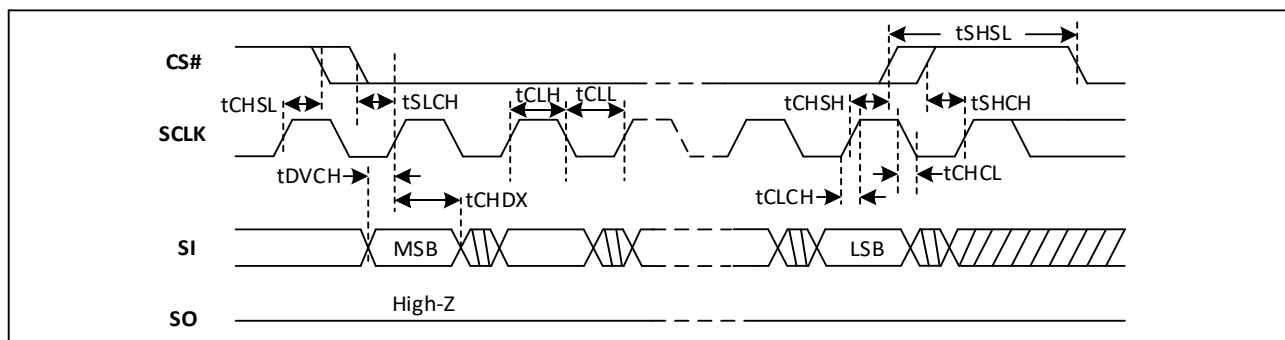 tSHSL
CS#
tCHSL
tSLCH
tCLH
tCLL
tCHSH
tSHCH
SCLK
tDVCH
tCHDX
tCLCH
tCHCL
SI
MSB
LSB
High-Z
SO